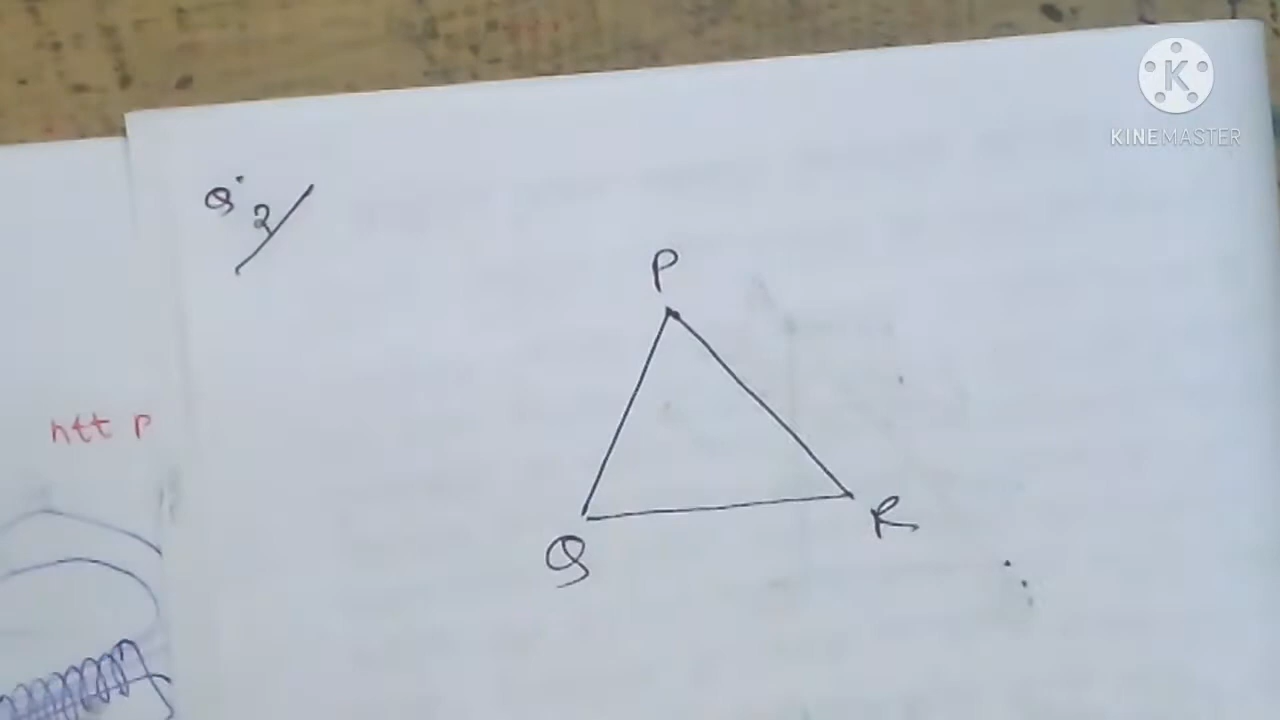 KINEMASTER
Q. 2/
P
htt P
Q
R